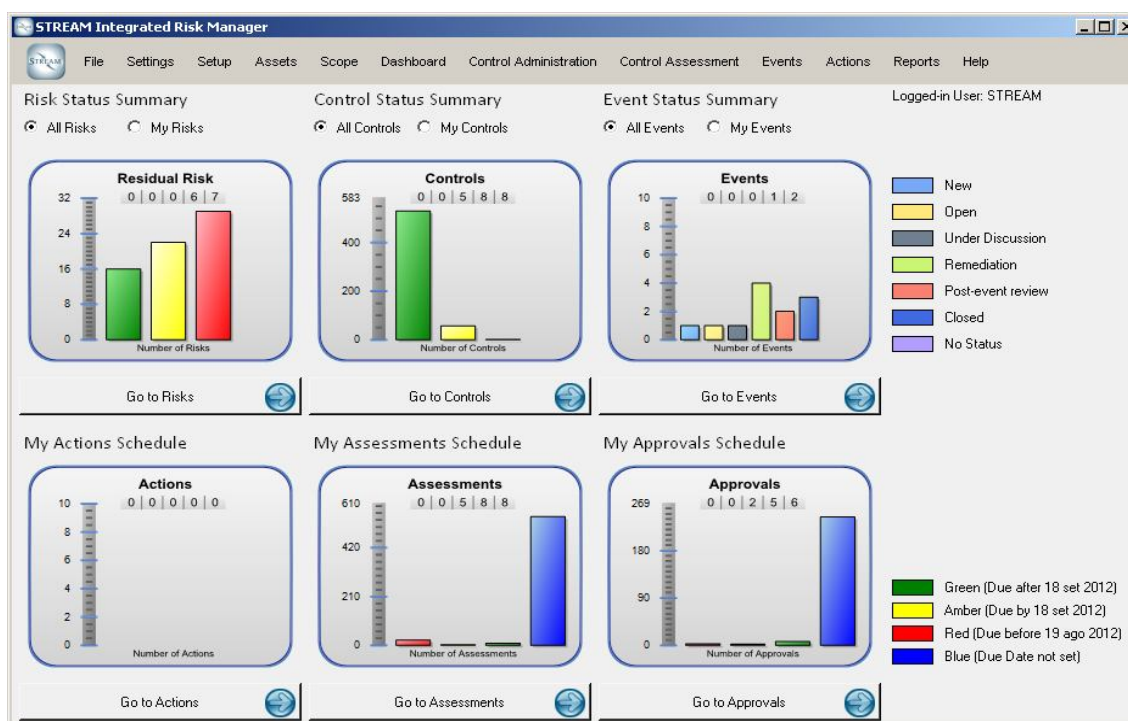 STREAM Integrated Risk Manager
STREAM File Settings Setup Assets Scope Dashboard Control Administration Control Assessment Events Actions Reports Help
Risk Status Summary
All Risks My Risks
Control Status Summary
All Controls My Controls
Event Status Summary
All Events My Events
Logged-in User: STREAM
Residual Risk
0 | 0 | 0 | 6 | 7
32
24
16
8
0
Number of Risks
Controls
0 | 0 | 5 | 8 | 8
583
400
200
0
Number of Controls
Events
0 | 0 | 0 | 1 | 2
10
8
6
4
2
0
Number of Events
New
Open
Under Discussion
Remediation
Post-event review
Closed
No Status
Go to Risks
Go to Controls
Go to Events
My Actions Schedule
My Assessments Schedule
My Approvals Schedule
Actions
0 | 0 | 0 | 0 | 0
10
8
6
4
2
0
Number of Actions
Assessments
0 | 0 | 5 | 8 | 8
610
420
210
0
Number of Assessments
Approvals
0 | 0 | 2 | 5 | 6
269
180
90
0
Number of Approvals
Green (Due after 18 set 2012)
Amber (Due by 18 set 2012)
Red (Due before 19 ago 2012)
Blue (Due Date not set)
Go to Actions
Go to Assessments
Go to Approvals